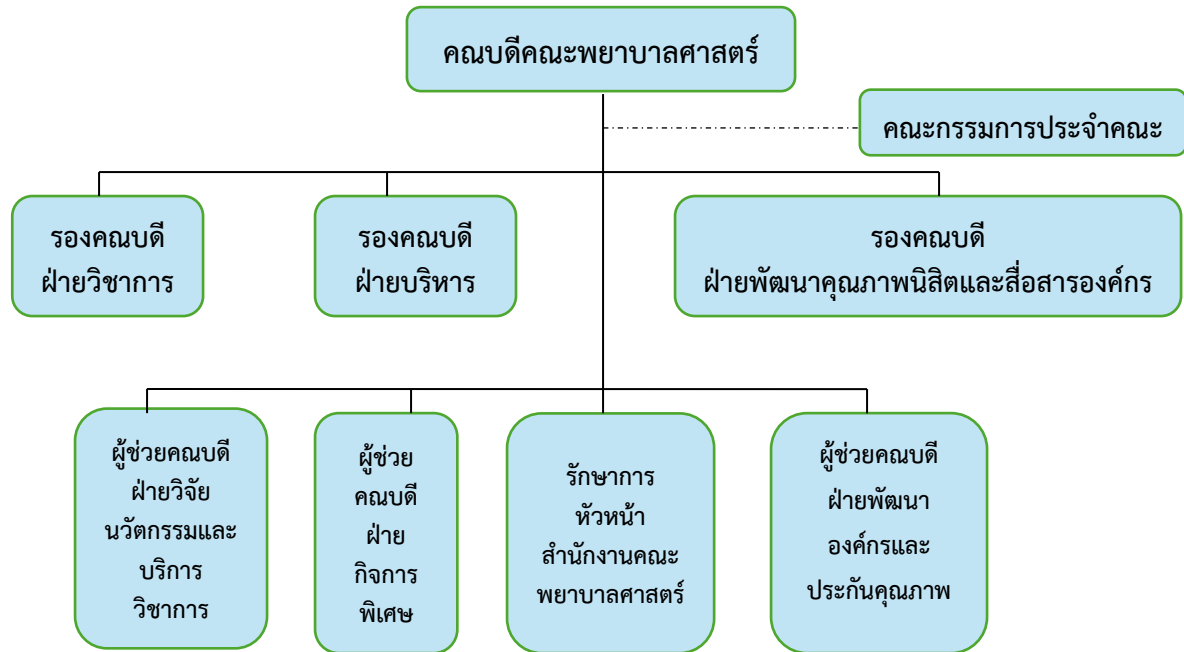 คณบดีคณะพยาบาลศาสตร์
คณะกรรมการประจำคณะ
รองคณบดี
ฝ่ายวิชาการ
รองคณบดี
ฝ่ายบริหาร
รองคณบดี
ฝ่ายพัฒนาคุณภาพนิสิตและสื่อสารองค์กร
ผู้ช่วยคณบดี
ฝ่ายวิจัย
นวัตกรรมและ
บริการ
วิชาการ
ผู้ช่วย
คณบดี
ฝ่าย
กิจการ
พิเศษ
รักษาการ
หัวหน้า
สำนักงานคณะ
พยาบาลศาสตร์
ผู้ช่วยคณบดี
ฝ่ายพัฒนา
องค์กรและ
ประกันคุณภาพ